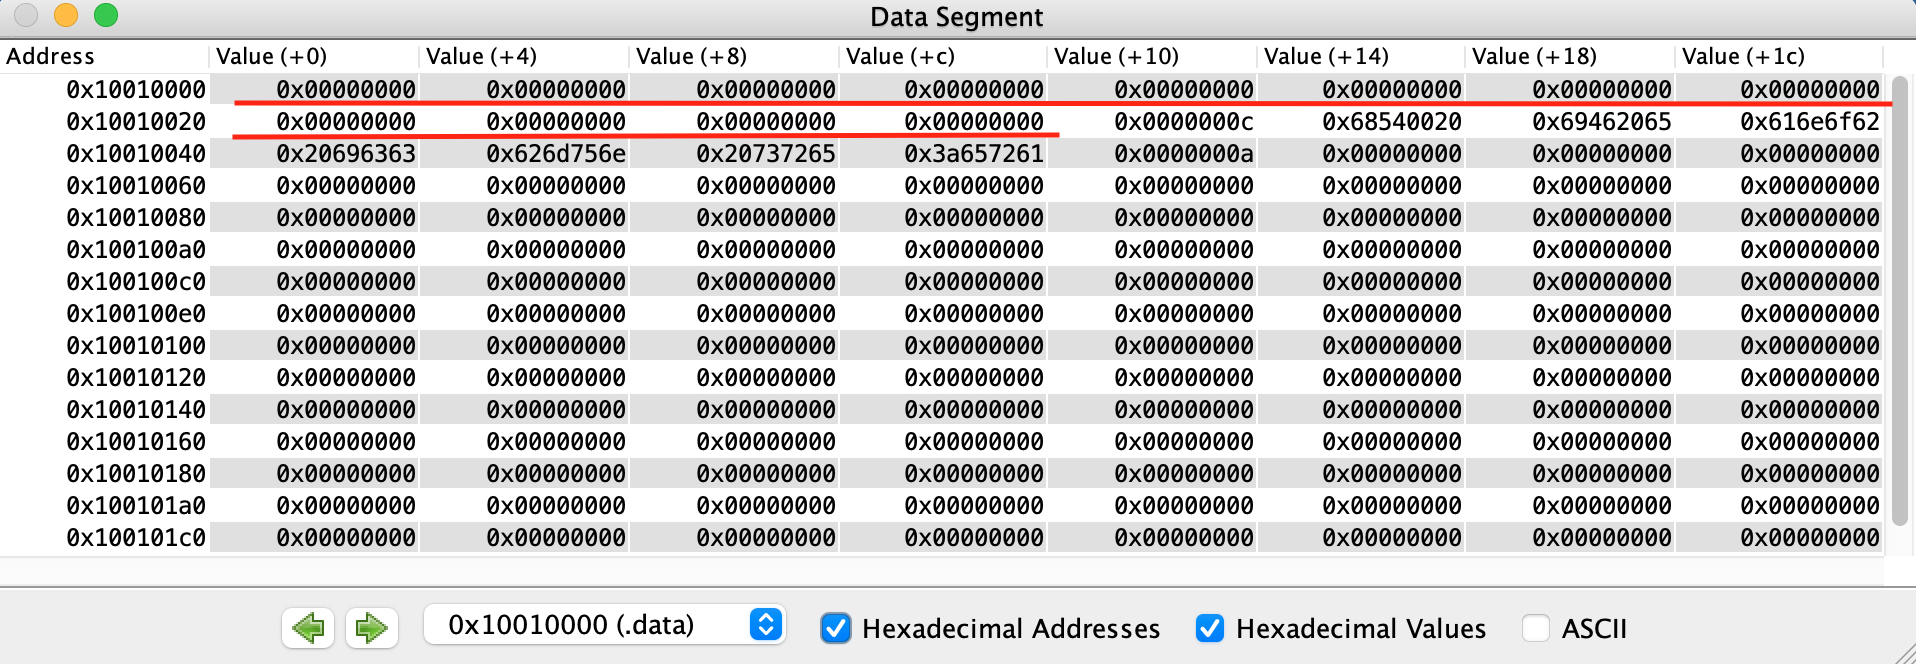 Data Segment
Address Value (+0) Value (+4) Value (+8) Value (+c) Value (+10) Value (+14) Value (+18) Value (+1c)
0x10010000 0x00000000 0x00000000 0x00000000 0x00000000 0x00000000 0x00000000 0x00000000 0x00000000
0x10010020 0x00000000 0x00000000 0x00000000 0x00000000 0x0000000c 0x68540020 0x69462065 0x616e6f62
0x10010040 0x20696363 0x626d756e 0x20737265 0x3a657261 0x0000000a 0x00000000 0x00000000 0x00000000
0x10010060 0x00000000 0x00000000 0x00000000 0x00000000 0x00000000 0x00000000 0x00000000 0x00000000
0x10010080 0x00000000 0x00000000 0x00000000 0x00000000 0x00000000 0x00000000 0x00000000 0x00000000
0x100100a0 0x00000000 0x00000000 0x00000000 0x00000000 0x00000000 0x00000000 0x00000000 0x00000000
0x100100c0 0x00000000 0x00000000 0x00000000 0x00000000 0x00000000 0x00000000 0x00000000 0x00000000
0x100100e0 0x00000000 0x00000000 0x00000000 0x00000000 0x00000000 0x00000000 0x00000000 0x00000000
0x10010100 0x00000000 0x00000000 0x00000000 0x00000000 0x00000000 0x00000000 0x00000000 0x00000000
0x10010120 0x00000000 0x00000000 0x00000000 0x00000000 0x00000000 0x00000000 0x00000000 0x00000000
0x10010140 0x00000000 0x00000000 0x00000000 0x00000000 0x00000000 0x00000000 0x00000000 0x00000000
0x10010160 0x00000000 0x00000000 0x00000000 0x00000000 0x00000000 0x00000000 0x00000000 0x00000000
0x10010180 0x00000000 0x00000000 0x00000000 0x00000000 0x00000000 0x00000000 0x00000000 0x00000000
0x100101a0 0x00000000 0x00000000 0x00000000 0x00000000 0x00000000 0x00000000 0x00000000 0x00000000
0x100101c0 0x00000000 0x00000000 0x00000000 0x00000000 0x00000000 0x00000000 0x00000000 0x00000000
0x10010000 (.data) Hexadecimal Addresses Hexadecimal Values ASCII